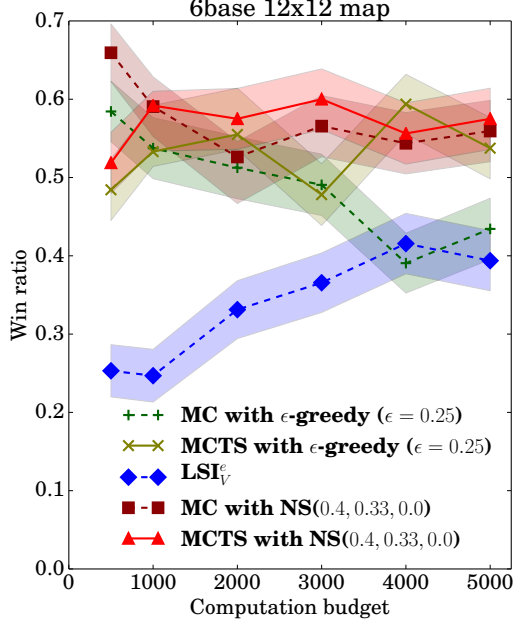 6base 12x12 map
Win ratio
0.7
0.6
0.5
0.4
0.3
0.2
0.1
0.0
MC with ϵ-greedy (ϵ = 0.25)
MCTS with ϵ-greedy (ϵ = 0.25)
LSI_V^e
MC with NS(0.4, 0.33, 0.0)
MCTS with NS(0.4, 0.33, 0.0)
0 1000 2000 3000 4000 5000
Computation budget